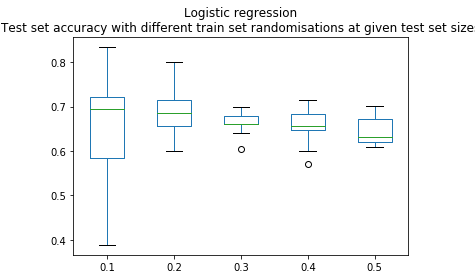 Logistic regression
Test set accuracy with different train set randomisations at given test set size
0.8
0.7
0.6
0.5
0.4
0.1 0.2 0.3 0.4 0.5